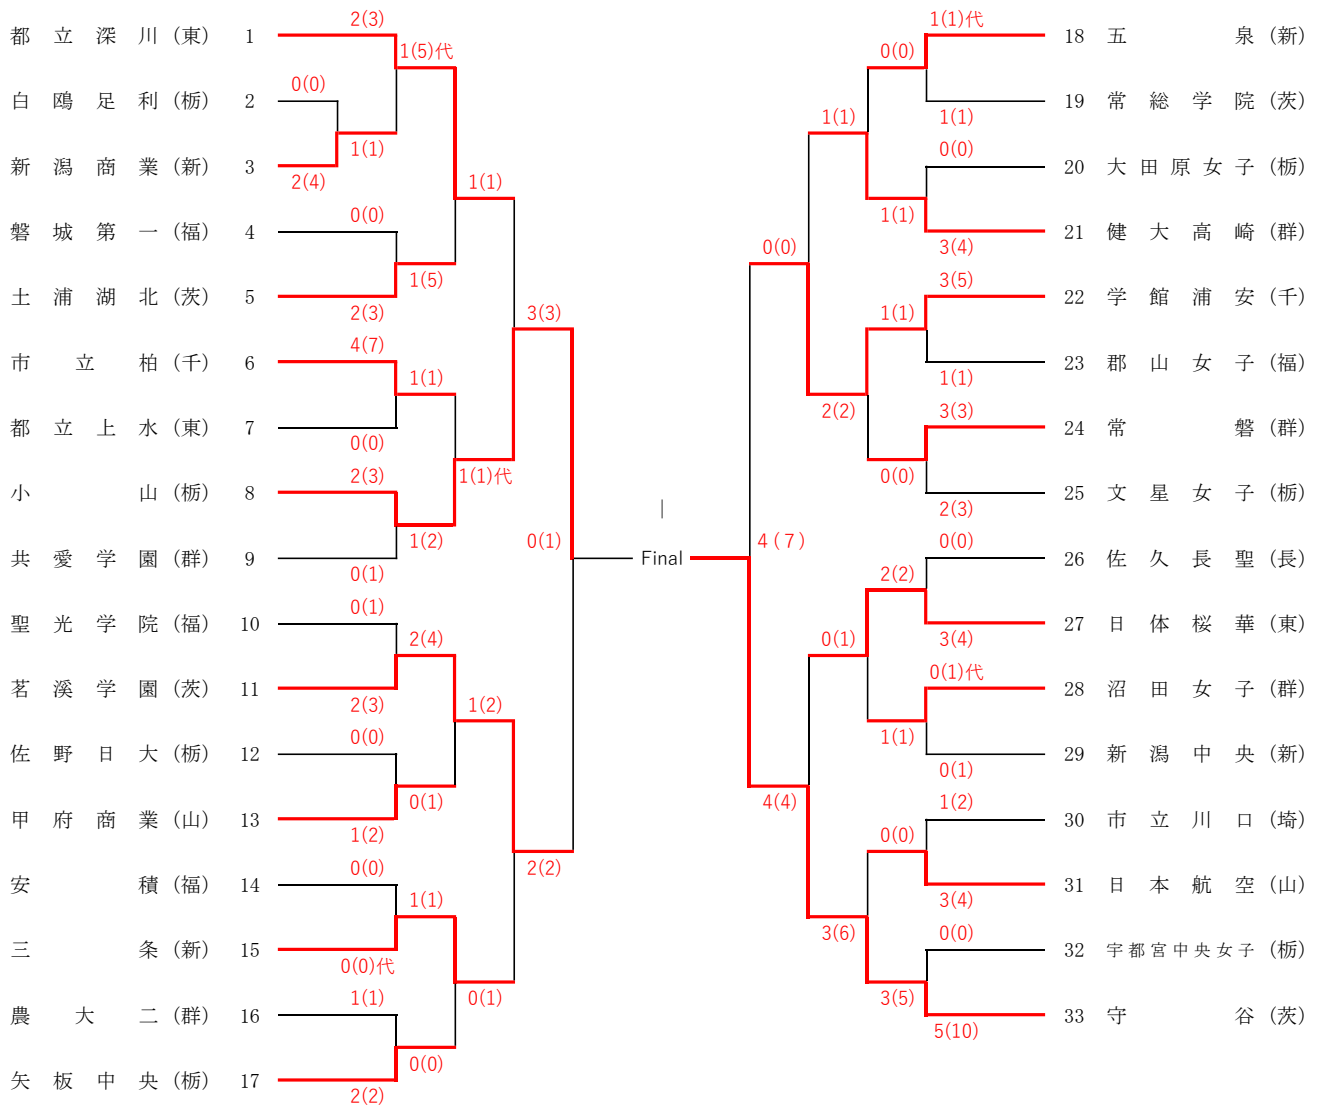 2(3)
1(1)代
都立深川(東) 1
18 五泉(新)
1(5)代
0(0)
0(0)
白鴎足利(栃) 2
19 常総学院(茨)
1(1)
1(1)
1(1)
0(0)
新潟商業(新) 3
20 大田原女子(栃)
2(4)
1(1)
0(0)
1(1)
磐城第一(福) 4
21 健大高崎(群)
0(0)
3(4)
1(5)
3(5)
土浦湖北(茨) 5
22 学館浦安(千)
2(3)
3(3)
1(1)
4(7)
市立柏(千) 6
23 郡山女子(福)
1(1)
1(1)
2(2)
3(3)
都立上水(東) 7
24 常磐(群)
0(0)
2(3)
1(1)代
0(0)
小山(栃) 8
25 文星女子(栃)
2(3)
|
1(2)
0(1)
4(7)
0(0)
共愛学園(群) 9
Final
26 佐久長聖(長)
0(1)
2(2)
0(1)
聖光学院(福) 10
27 日体桜華(東)
2(4)
0(1)
3(4)
0(1)代
茗溪学園(茨) 11
28 沼田女子(群)
2(3)
1(2)
0(0)
1(1)
佐野日大(栃) 12
29 新潟中央(新)
0(1)
0(1)
4(4)
1(2)
甲府商業(山) 13
30 市立川口(埼)
1(2)
0(0)
0(0)
2(2)
安積(福) 14
31 日本航空(山)
1(1)
3(4)
3(6)
0(0)
三条(新) 15
32 宇都宮中央女子(栃)
0(0)代
1(1)
0(1)
3(5)
農大二(群) 16
33 守谷(茨)
5(10)
0(0)
矢板中央(栃) 17
2(2)